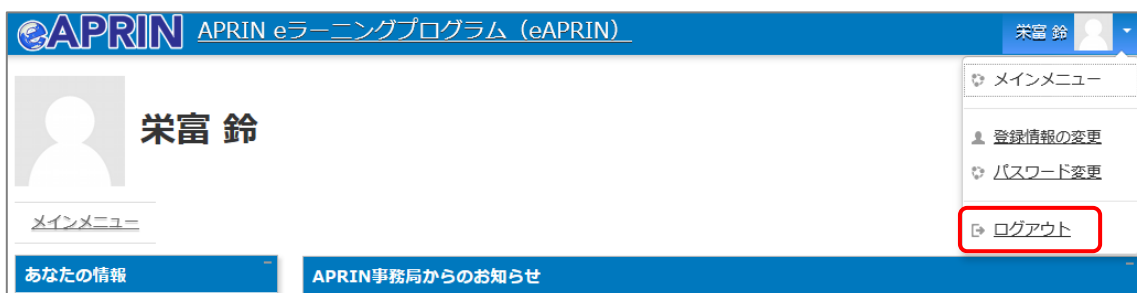 eAPRIN APRIN eラーニングプログラム（eAPRIN） 栄富 鈴
メインメニュー
栄富 鈴
登録情報の変更
パスワード変更
メインメニュー
ログアウト
あなたの情報
APRIN事務局からのお知らせ